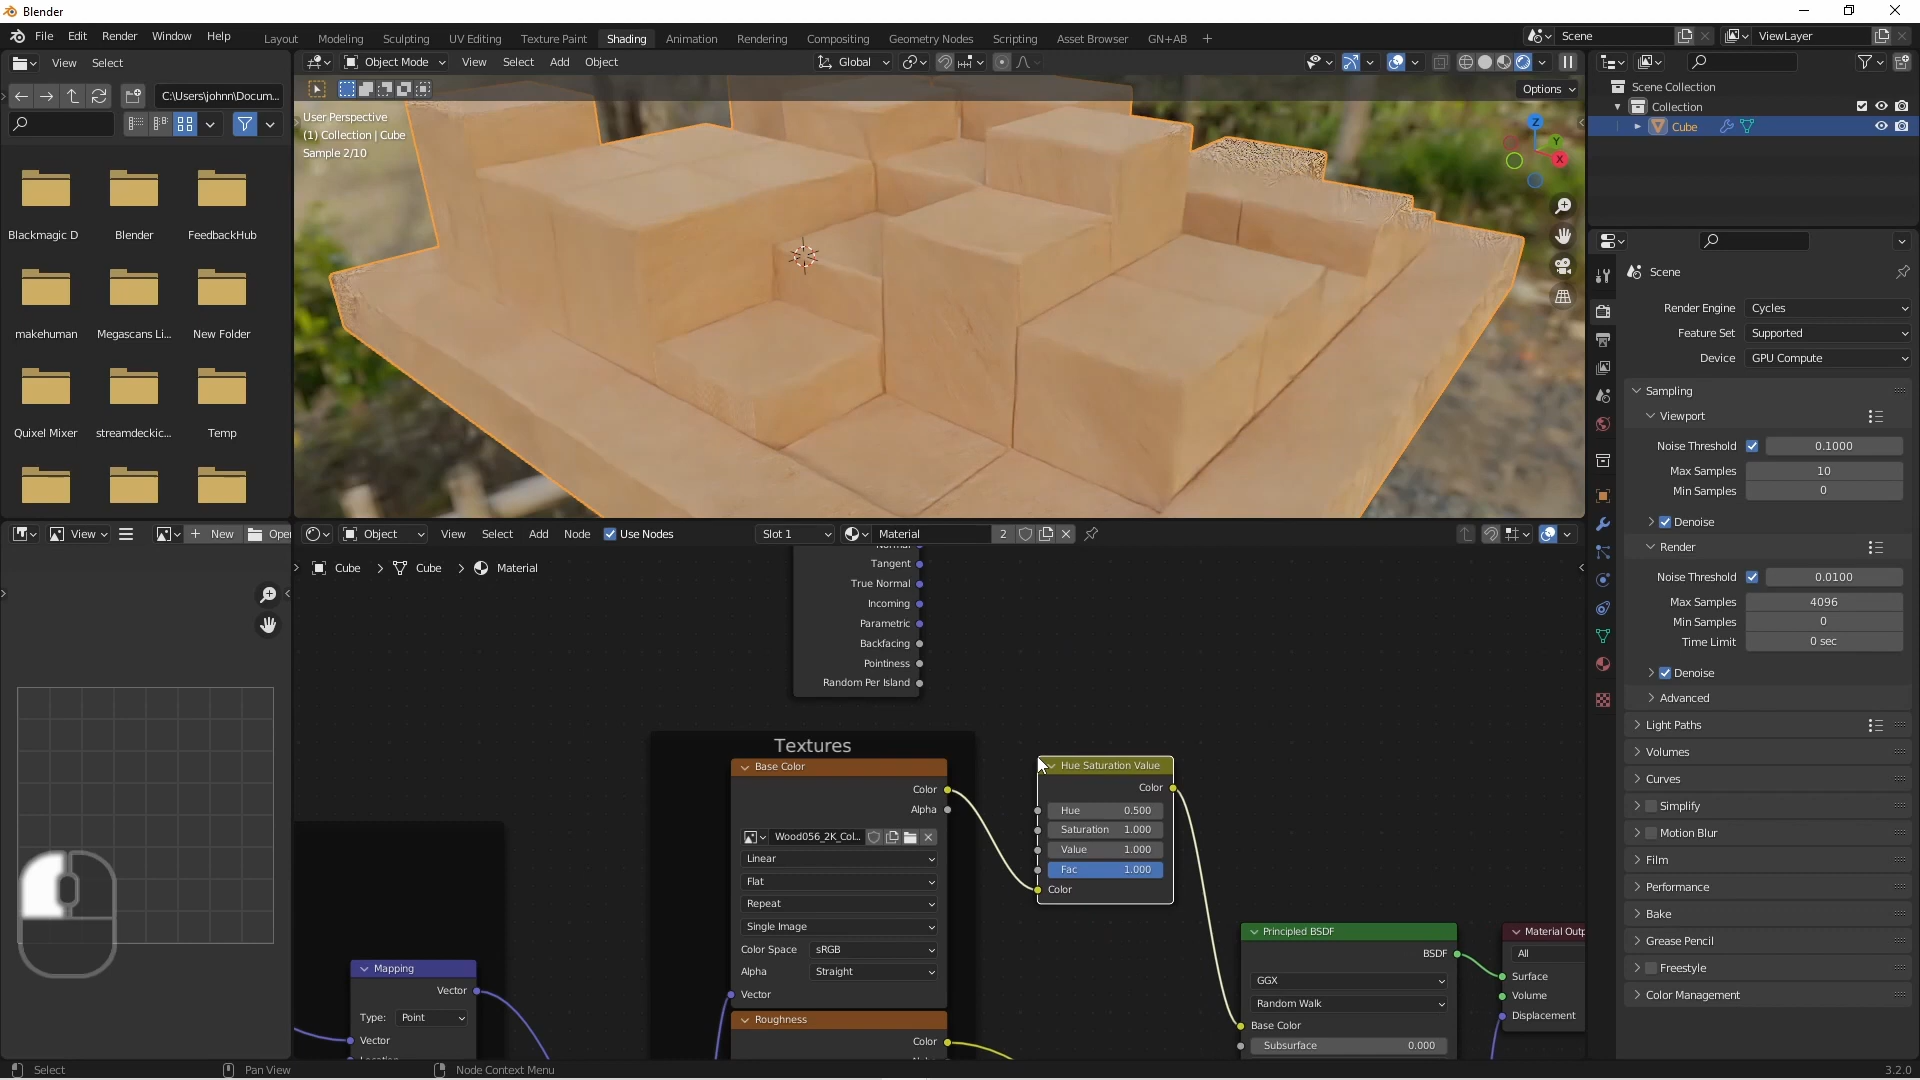 Blender
File Edit Render Window Help
Layout Modeling Sculpting UV Editing Texture Paint Shading Animation Rendering Compositing Geometry Nodes Scripting Asset Browser GN+AB +
Scene
ViewLayer
View Select
Object Mode View Select Add Object
Global
C:\Users\johnn\Docum...
Options
User Perspective
(1) Collection | Cube
Sample 2/10
Z
Y
X
Blackmagic D Blender FeedbackHub
makehuman Megascans Li... New Folder
Quixel Mixer streamdeckic... Temp
Scene Collection
Collection
Cube
Scene
Render Engine Cycles
Feature Set Supported
Device GPU Compute
Sampling
Viewport
Noise Threshold 0.1000
Max Samples 10
Min Samples 0
Denoise
Render
Noise Threshold 0.0100
Max Samples 4096
Min Samples 0
Time Limit 0 sec
Denoise
Advanced
Light Paths
Volumes
Curves
Simplify
Motion Blur
Film
Performance
Bake
Grease Pencil
Freestyle
Color Management
View
New
Open
Object View Select Add Node Use Nodes Slot 1 Material 2
Cube > Cube > Material
Tangent
True Normal
Incoming
Parametric
Backfacing
Pointiness
Random Per Island
Textures
Base Color
Color
Alpha
Wood056_2K_Col...
Linear
Flat
Repeat
Single Image
Color Space sRGB
Alpha Straight
Vector
Roughness
Color
Hue Saturation Value
Color
Hue 0.500
Saturation 1.000
Value 1.000
Fac 1.000
Color
Mapping
Vector
Type: Point
Vector
Principled BSDF
BSDF
GGX
Random Walk
Base Color
Subsurface 0.000
Material Outp
All
Surface
Volume
Displacement
Select
Pan View
Node Context Menu
3.2.0